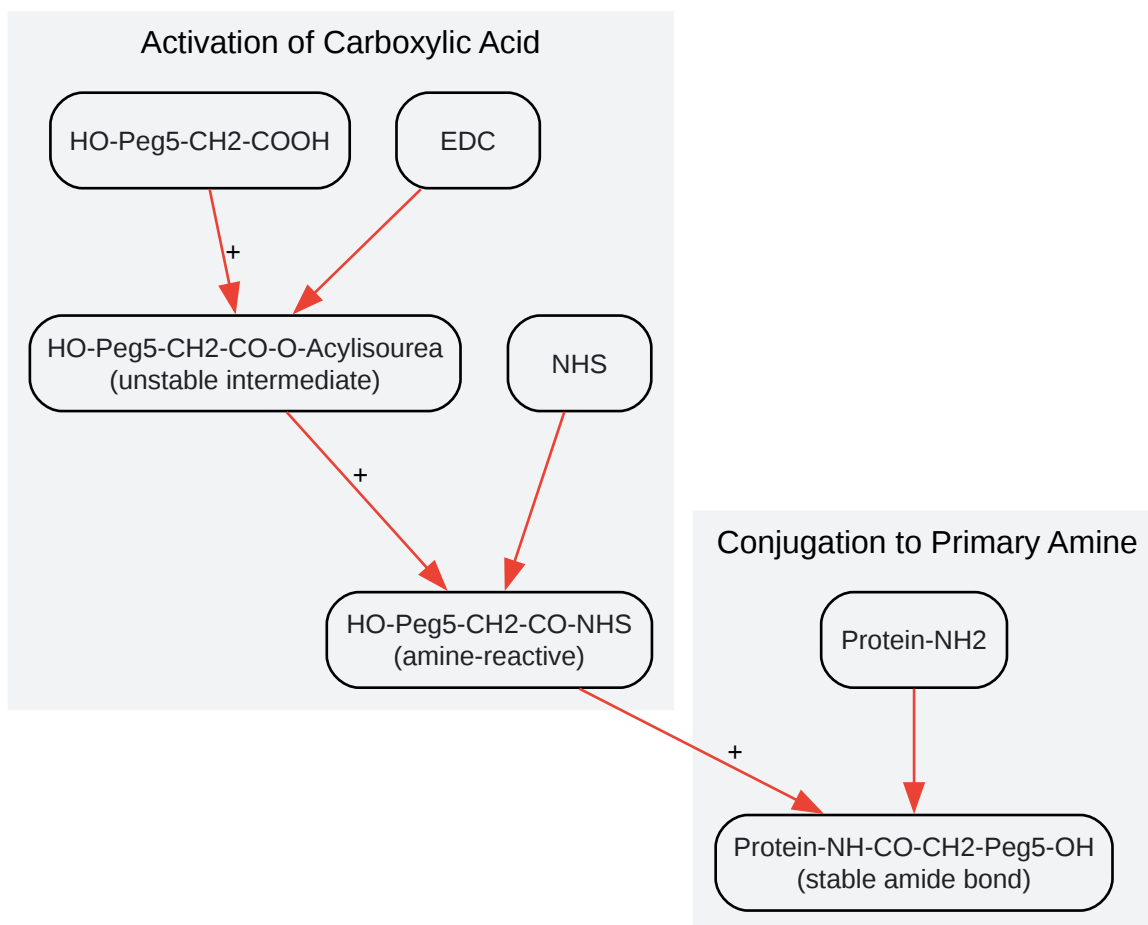 Activation of Carboxylic Acid
HO-Peg5-CH2-COOH
EDC
+
HO-Peg5-CH2-CO-O-Acylisourea
(unstable intermediate)
NHS
+
HO-Peg5-CH2-CO-NHS
(amine-reactive)
Conjugation to Primary Amine
Protein-NH2
+
Protein-NH-CO-CH2-Peg5-OH
(stable amide bond)